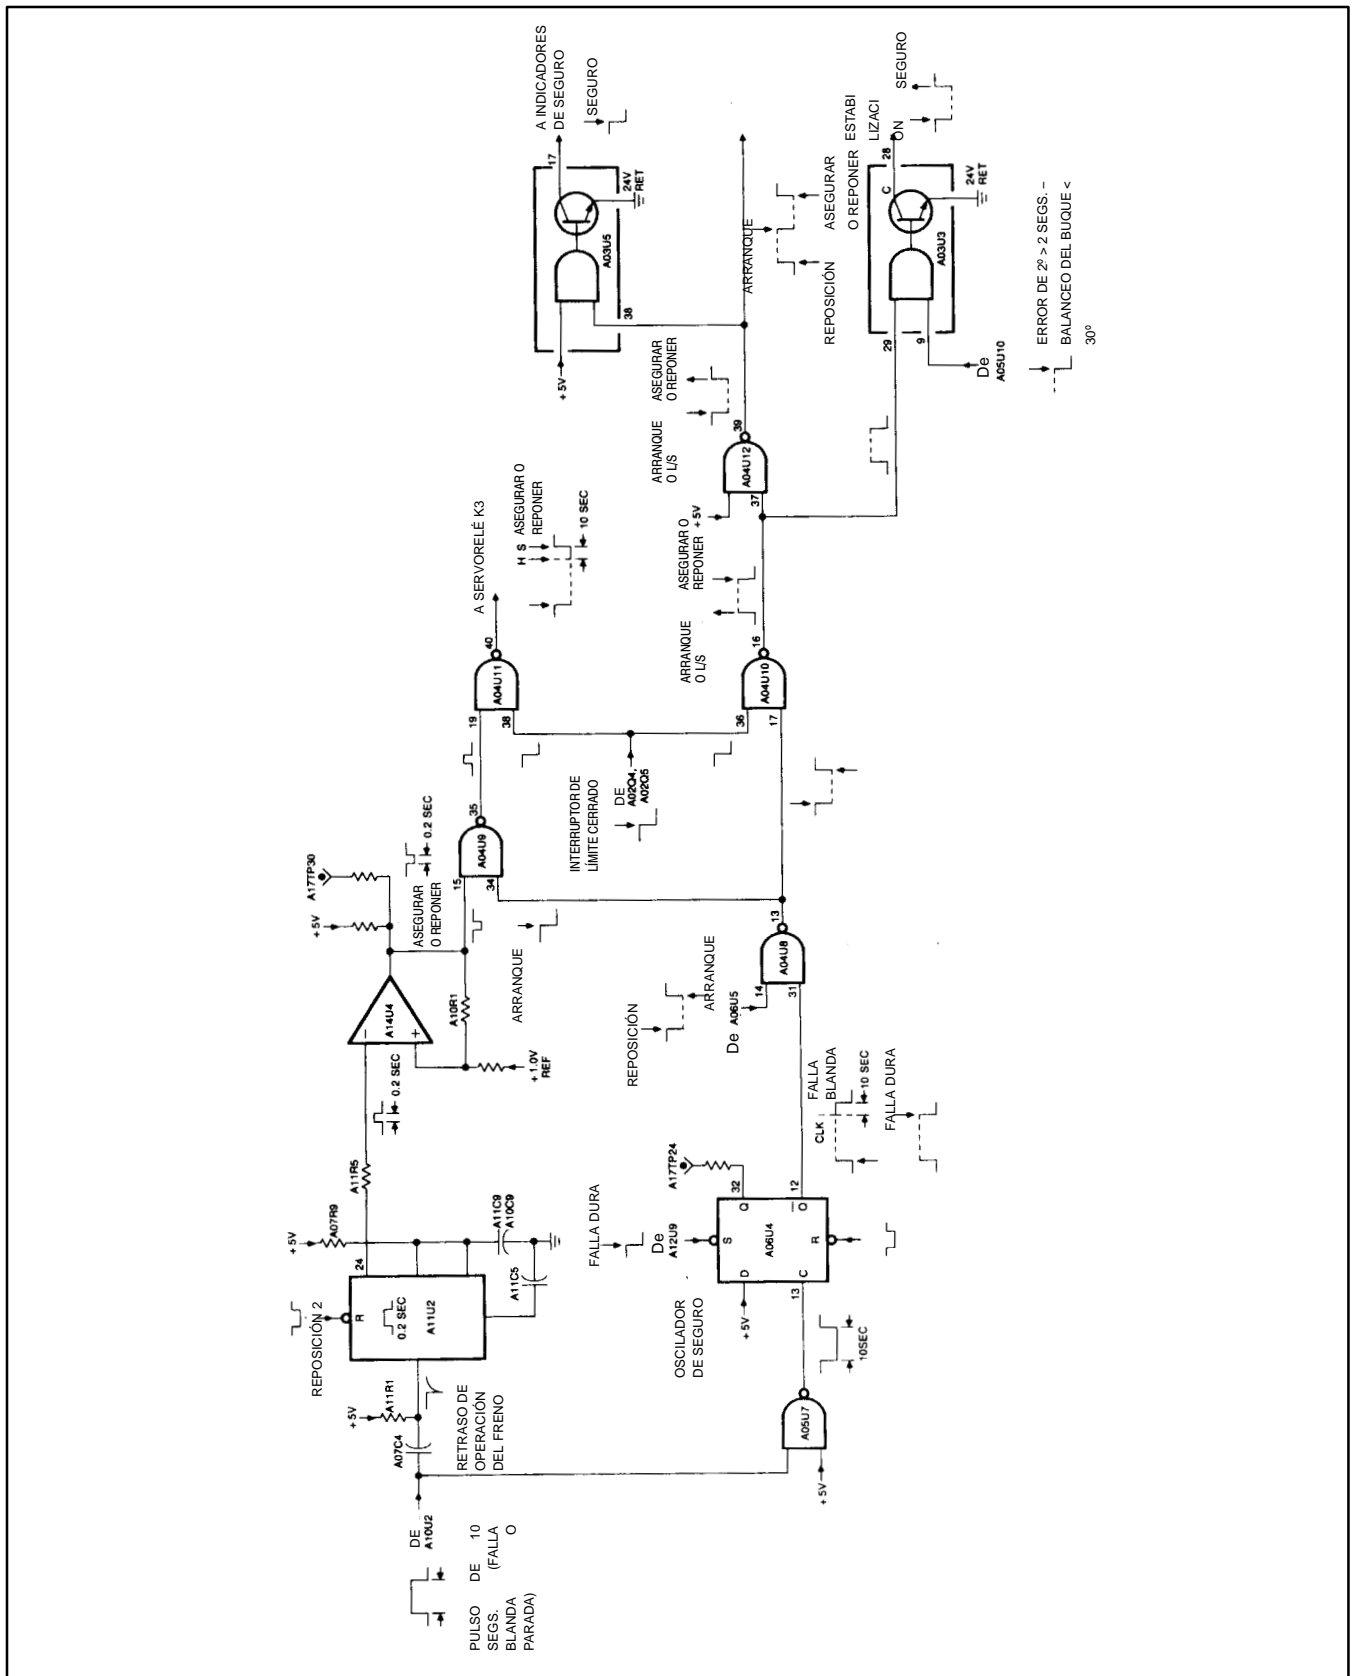 PULSO DE 10
SEGS. (FALLA
BLANDA O
PARADA)
DE
A10U2
A07C4
+5V
A11R1
RETRASO DE
OPERACIÓN
DEL FRENO
REPOSICIÓN 2
R
0.2 SEC
A11U2
24
+5V
A07R9
A11C9
A10C9
A11C5
A11R5
0.2 SEC
A14U4
−
+
+1.0V
REF
A10R1
+5V
A17TP30
ASEGURAR
O REPONER
0.2 SEC
ARRANQUE
15
34
A04U9
35
INTERRUPTOR DE
LÍMITE CERRADO
DE
A02Q4,
A02Q5
19
38
A04U11
40
A SERVORELÉ K3
H S
ASEGURAR O
REPONER
10 SEC
+5V
A05U7
10SEC
OSCILADOR
DE SEGURO
+5V
FALLA DURA
De
A12U9
D
S
Q
C
R
Q
A06U4
13
32
12
A17TP24
CLK
FALLA
BLANDA
10 SEC
FALLA DURA
REPOSICIÓN
ARRANQUE
De A06U5
14
31
A04U8
13
36
17
A04U10
16
ARRANQUE
O L/S
ASEGURAR O
REPONER
+5V
37
A04U12
39
ARRANQUE
O L/S
ASEGURAR
O REPONER
+5V
38
A03U5
17
24V
RET
A INDICADORES
DE SEGURO
SEGURO
REPOSICIÓN
ARRANQUE
ASEGURAR
O REPONER
29
9
De
A05U10
A03U3
C
28
24V
RET
ESTABI
LIZACI
ON
SEGURO
ERROR DE 2º > 2 SEGS. –
BALANCEO DEL BUQUE <
30º